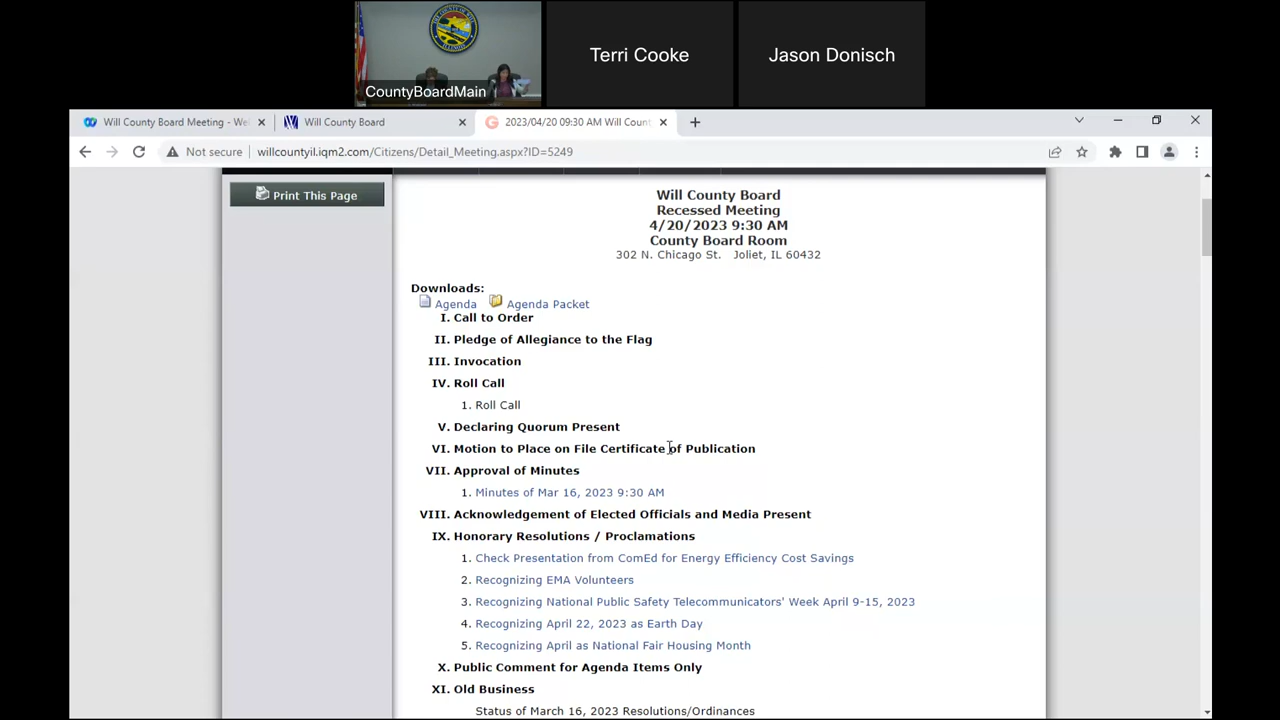 CountyBoardMain
Terri Cooke
Jason Donisch
Will County Board Meeting - We
Will County Board
2023/04/20 09:30 AM Will Count
Not secure
willcountyil.iqm2.com/Citizens/Detail_Meeting.aspx?ID=5249
Print This Page
Will County Board
Recessed Meeting
4/20/2023 9:30 AM
County Board Room
302 N. Chicago St. Joliet, IL 60432
Downloads:
Agenda Agenda Packet
I. Call to Order
II. Pledge of Allegiance to the Flag
III. Invocation
IV. Roll Call
1. Roll Call
V. Declaring Quorum Present
VI. Motion to Place on File Certificate of Publication
VII. Approval of Minutes
1. Minutes of Mar 16, 2023 9:30 AM
VIII. Acknowledgement of Elected Officials and Media Present
IX. Honorary Resolutions / Proclamations
1. Check Presentation from ComEd for Energy Efficiency Cost Savings
2. Recognizing EMA Volunteers
3. Recognizing National Public Safety Telecommunicators' Week April 9-15, 2023
4. Recognizing April 22, 2023 as Earth Day
5. Recognizing April as National Fair Housing Month
X. Public Comment for Agenda Items Only
XI. Old Business
Status of March 16, 2023 Resolutions/Ordinances